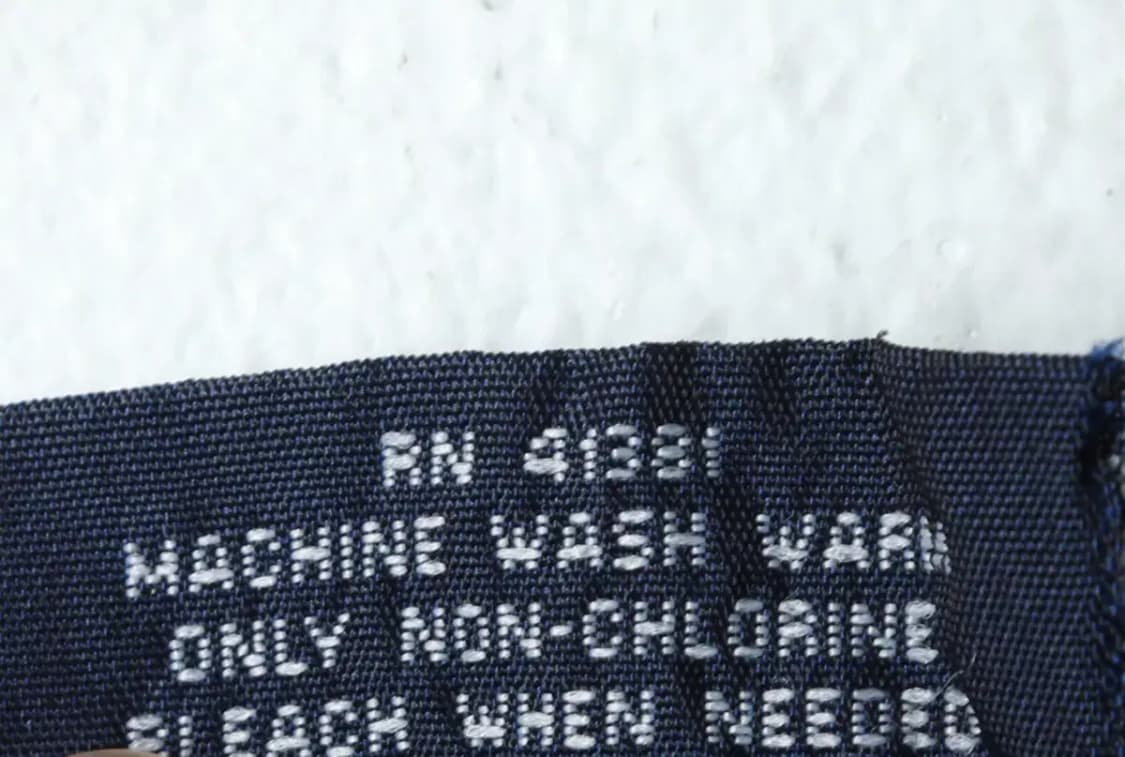 RN 41381
MACHINE WASH WARM
ONLY NON-CHLORINE
BLEACH WHEN NEEDED